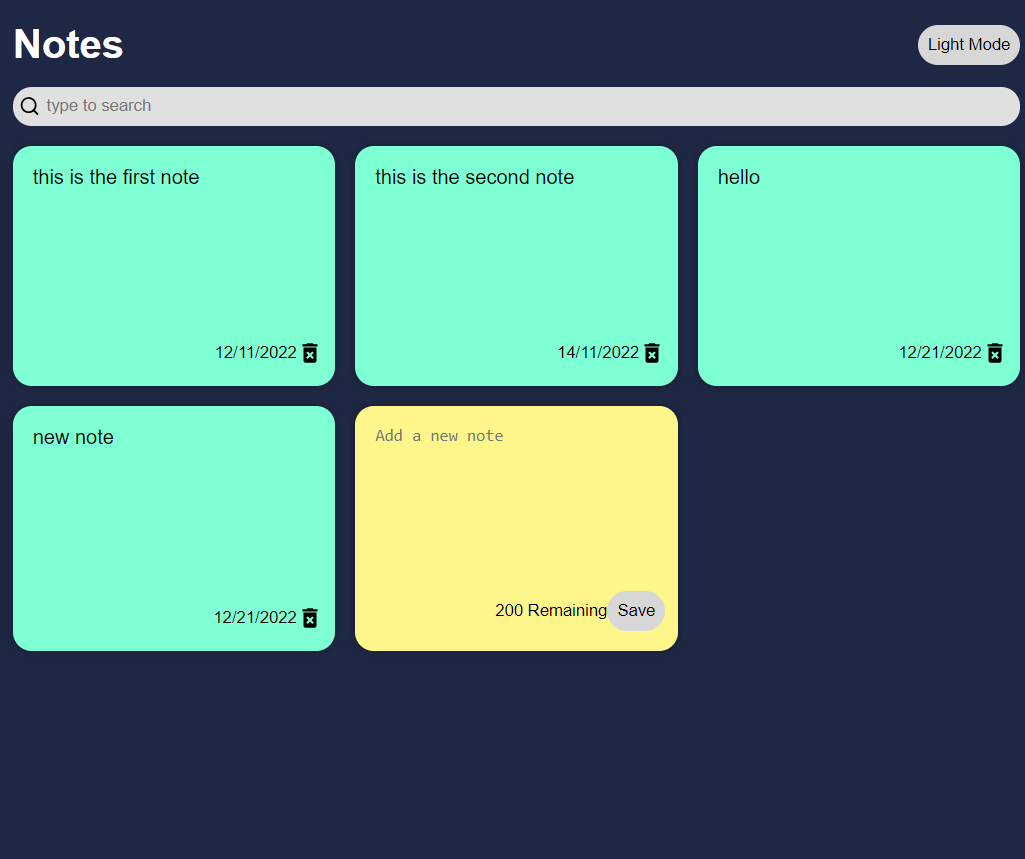 Notes
Light Mode
type to search
this is the first note
12/11/2022
this is the second note
14/11/2022
hello
12/21/2022
new note
12/21/2022
Add a new note
200 Remaining
Save